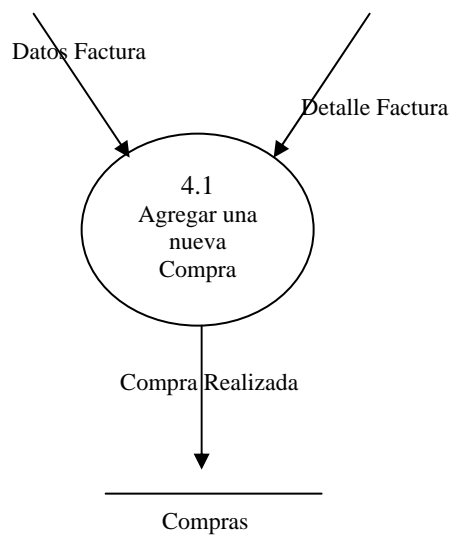 Datos Factura
Detalle Factura
4.1
Agregar una
nueva
Compra
Compra Realizada
Compras